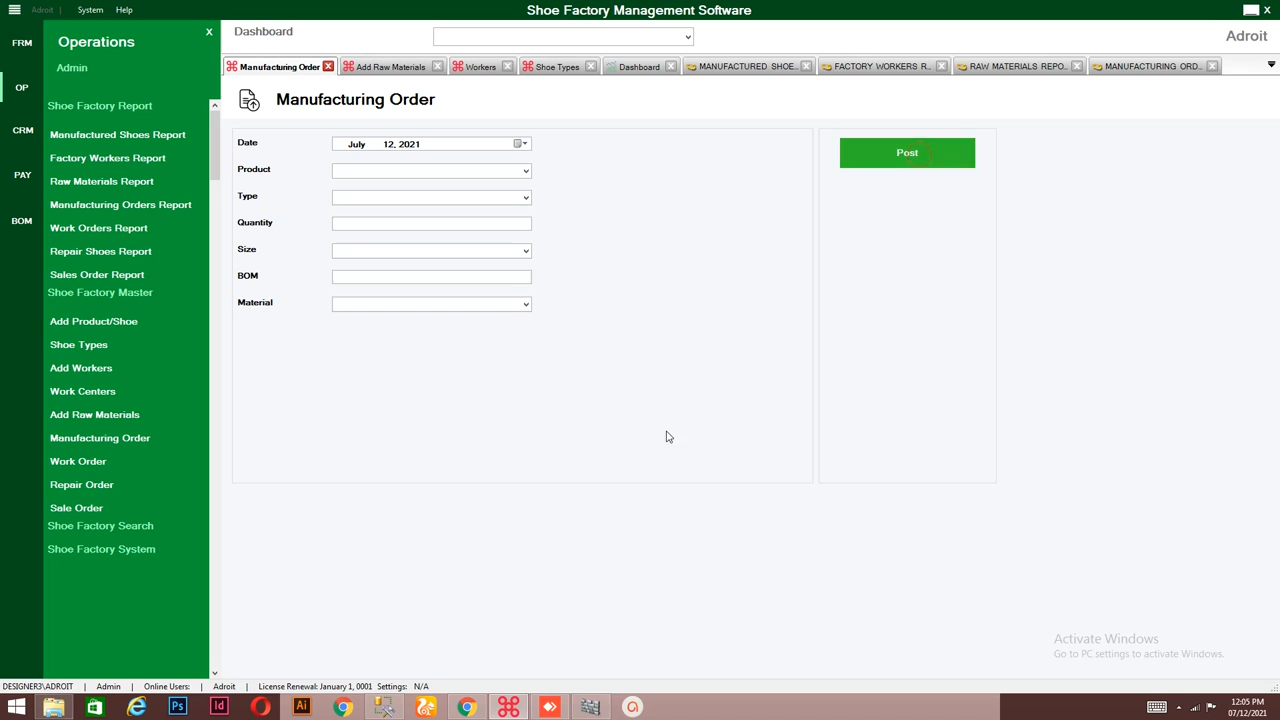 Adroit System Help Shoe Factory Management Software X
Dashboard
Adroit
FRM
OP
CRM
PAY
BOM
Operations X
Admin
Shoe Factory Report
Manufactured Shoes Report
Factory Workers Report
Raw Materials Report
Manufacturing Orders Report
Work Orders Report
Repair Shoes Report
Sales Order Report
Shoe Factory Master
Add Product/Shoe
Shoe Types
Add Workers
Work Centers
Add Raw Materials
Manufacturing Order
Work Order
Repair Order
Sale Order
Shoe Factory Search
Shoe Factory System
Manufacturing Order Add Raw Materials Workers Shoe Types Dashboard MANUFACTURED SHOE... FACTORY WORKERS R... RAW MATERIALS REPO... MANUFACTURING ORD...
Manufacturing Order
Date July 12, 2021
Product
Type
Quantity
Size
BOM
Material
Post
Activate Windows
Go to PC settings to activate Windows.
DESIGNER3\ADROIT Admin Online Users: Adroit License Renewal: January 1, 0001 Settings: N/A
Ps Id Ai
12:05 PM
07/12/2021